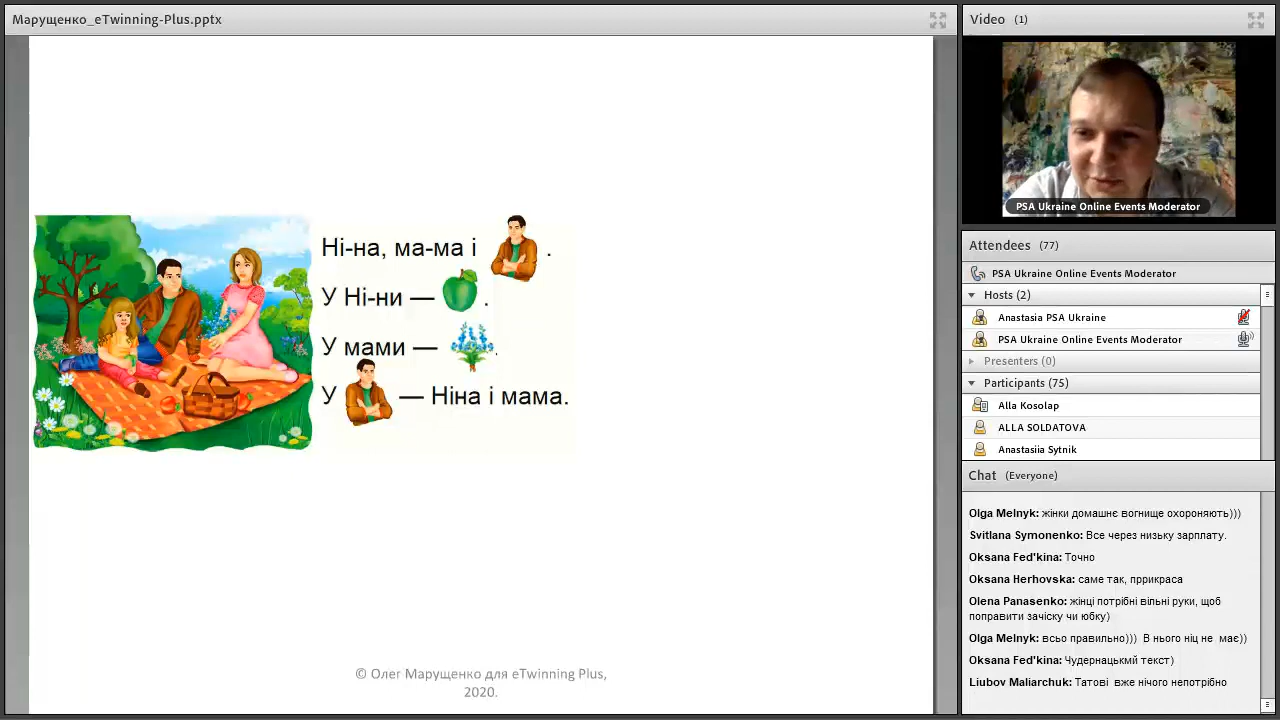 Марущенко_eTwinning-Plus.pptx
Ні-на, ма-ма і .
У Ні-ни — .
У мами — .
У — Ніна і мама.
© Олег Марущенко для eTwinning Plus,
2020.
Video (1)
PSA Ukraine Online Events Moderator
Attendees (77)
PSA Ukraine Online Events Moderator
Hosts (2)
Anastasia PSA Ukraine
PSA Ukraine Online Events Moderator
Presenters (0)
Participants (75)
Alla Kosolap
ALLA SOLDATOVA
Anastasiia Sytnik
Chat (Everyone)
Olga Melnyk: жінки домашнє вогнище охороняють)))
Svitlana Symonenko: Все через низьку зарплату.
Oksana Fed'kina: Точно
Oksana Herhovska: саме так, пррикраса
Olena Panasenko: жінці потрібні вільні руки, щоб
поправити зачіску чи юбку)
Olga Melnyk: всьо правильно))) В нього ніц не має))
Oksana Fed'kina: Чудернацькмй текст)
Liubov Maliarchuk: Татові вже нічого непотрібно